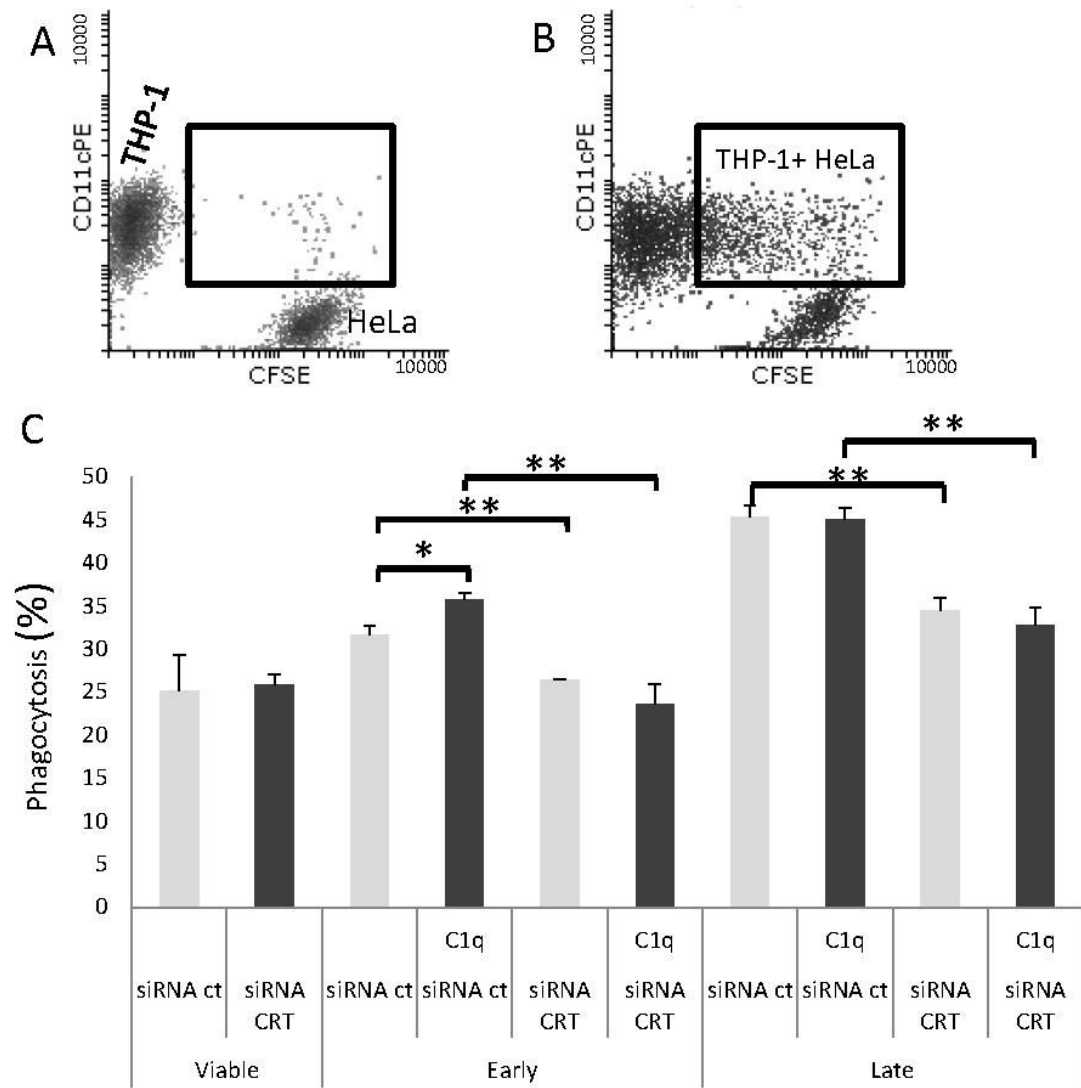 A
10000
CD11cPE
THP-1
HeLa
CFSE
10000
B
10000
CD11cPE
THP-1+ HeLa
CFSE
10000
C
**
**
**
**
*
Phagocytosis (%)
50
45
40
35
30
25
20
15
10
5
0
C1q C1q C1q C1q
siRNA ct siRNA siRNA ct siRNA ct siRNA siRNA siRNA ct siRNA ct siRNA siRNA
CRT CRT CRT CRT CRT
Viable Early Late